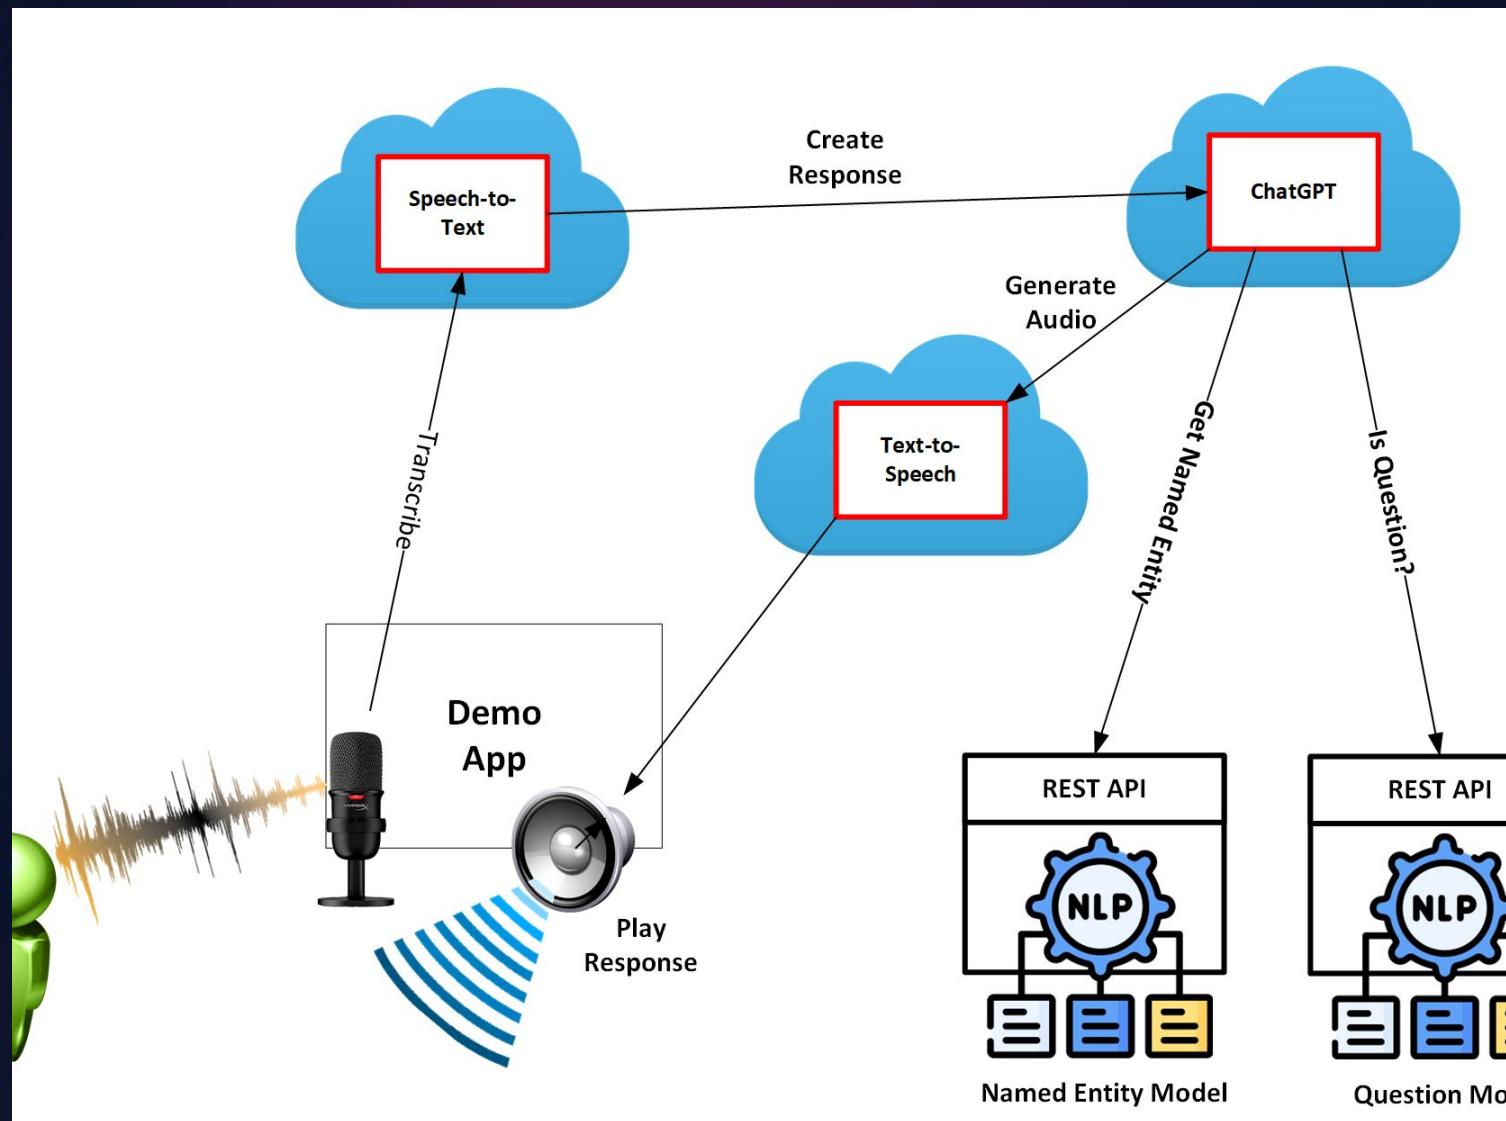 Create
Response
ChatGPT
Speech-to-
Text
Generate
Audio
Text-to-
Speech
Transcribe
Get Named Entity
Is Question?
Demo
App
REST API
REST API
NLP
NLP
Play
Response
Named Entity Model
Question